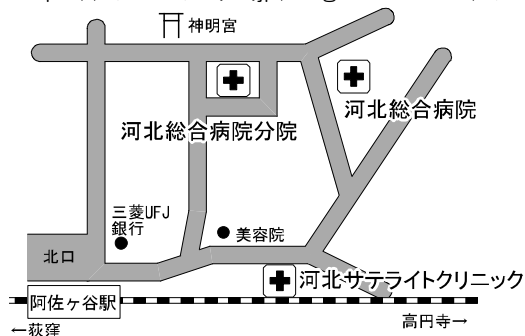 神明宮
河北総合病院
河北総合病院分院
三菱UFJ
銀行
美容院
北口
河北サテライトクリニック
阿佐ヶ谷駅
高円寺→
←荻窪